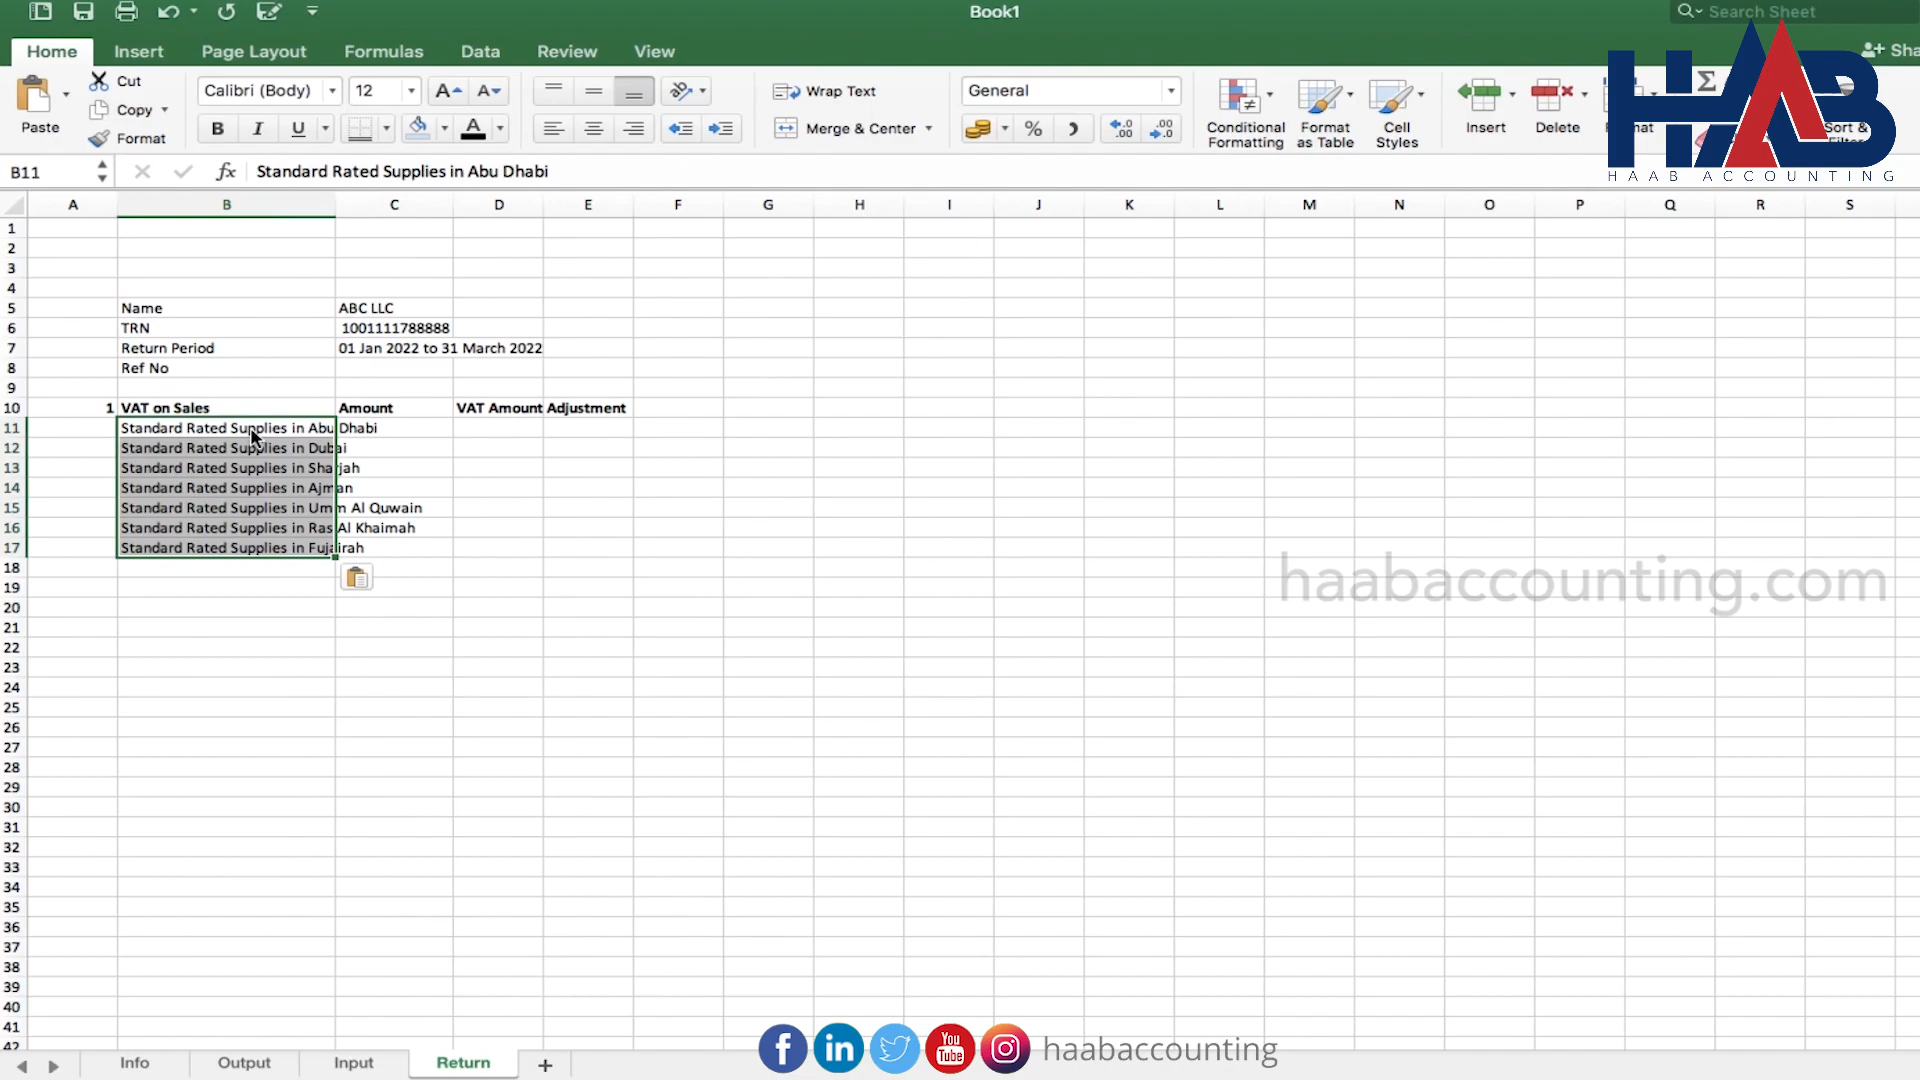 Book1
Search Sheet
Home Insert Page Layout Formulas Data Review View
Paste
Cut
Copy
Format
Calibri (Body) 12
A A
B I U A
Wrap Text
Merge & Center
General
%
Conditional Formatting
Format as Table
Cell Styles
Insert
Delete
Sort &
HAAB
HAAB ACCOUNTING
B11 fx Standard Rated Supplies in Abu Dhabi
A B C D E F G H I J K L M N O P Q R S
1
2
3
4
5 Name ABC LLC
6 TRN 1001111788888
7 Return Period 01 Jan 2022 to 31 March 2022
8 Ref No
9
10 1 VAT on Sales Amount VAT Amount Adjustment
11 Standard Rated Supplies in Abu Dhabi
12 Standard Rated Supplies in Dubai
13 Standard Rated Supplies in Sharjah
14 Standard Rated Supplies in Ajman
15 Standard Rated Supplies in Umm Al Quwain
16 Standard Rated Supplies in Ras Al Khaimah
17 Standard Rated Supplies in Fujairah
18
haabaccounting.com
19
20
21
22
23
24
25
26
27
28
29
30
31
32
33
34
35
36
37
38
39
40
41
42
Info Output Input Return +
f in You Tube haabaccounting